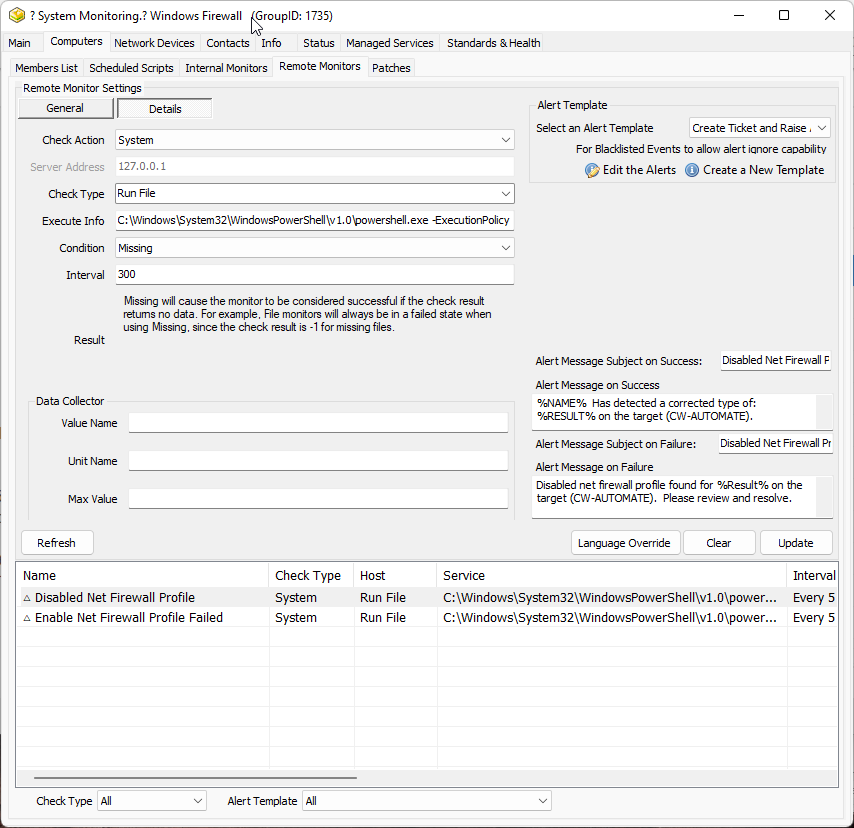 ? System Monitoring.? Windows Firewall (GroupID: 1735)
Main Computers Network Devices Contacts Info Status Managed Services Standards & Health
Members List Scheduled Scripts Internal Monitors Remote Monitors Patches
Remote Monitor Settings
General Details
Check Action System
Server Address 127.0.0.1
Check Type Run File
Execute Info C:\Windows\System32\WindowsPowerShell\v1.0\powershell.exe -ExecutionPolicy
Condition Missing
Interval 300
Missing will cause the monitor to be considered successful if the check result
returns no data. For example, File monitors will always be in a failed state when
using Missing, since the check result is -1 for missing files.
Result
Alert Template
Select an Alert Template Create Ticket and Raise
For Blacklisted Events to allow alert ignore capability
Edit the Alerts Create a New Template
Alert Message Subject on Success: Disabled Net Firewall P
Alert Message on Success
%NAME% Has detected a corrected type of:
%RESULT% on the target (CW-AUTOMATE).
Alert Message Subject on Failure: Disabled Net Firewall Pr
Alert Message on Failure
Disabled net firewall profile found for %Result% on the
target (CW-AUTOMATE). Please review and resolve.
Data Collector
Value Name
Unit Name
Max Value
Refresh Language Override Clear Update
Name Check Type Host Service Interval
Disabled Net Firewall Profile System Run File C:\Windows\System32\WindowsPowerShell\v1.0\power... Every 5
Enable Net Firewall Profile Failed System Run File C:\Windows\System32\WindowsPowerShell\v1.0\power... Every 5
Check Type All Alert Template All